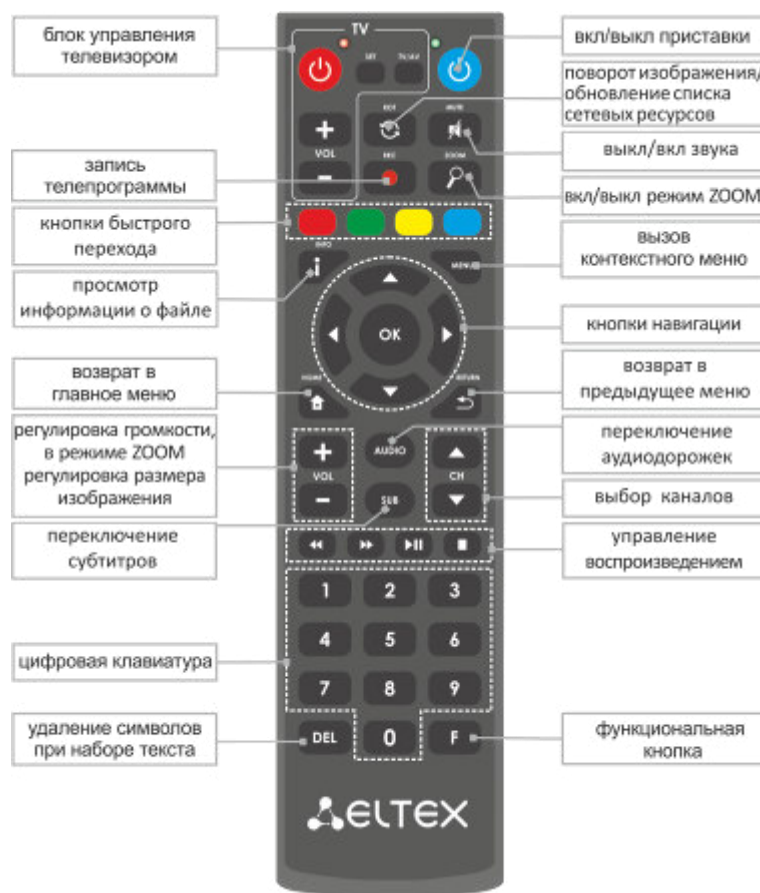 блок управления
телевизором
запись
телепрограммы
кнопки быстрого
перехода
просмотр
информации о файле
возврат в
главное меню
регулировка громкости,
в режиме ZOOM
регулировка размера
изображения
переключение
субтитров
цифровая клавиатура
удаление символов
при наборе текста
TV
SET
TV/AV
VOL
ROT
MUTE
REC
ZOOM
INFO
i
MENU
OK
HOME
RETURN
VOL
AUDIO
SUB
CH
1 2 3
4 5 6
7 8 9
DEL 0 F
ELTEX
вкл/выкл приставки
поворот изображения/
обновление списка
сетевых ресурсов
выкл/вкл звука
вкл/выкл режим ZOOM
вызов
контекстного меню
кнопки навигации
возврат в
предыдущее меню
переключение
аудиодорожек
выбор каналов
управление
воспроизведением
функциональная
кнопка